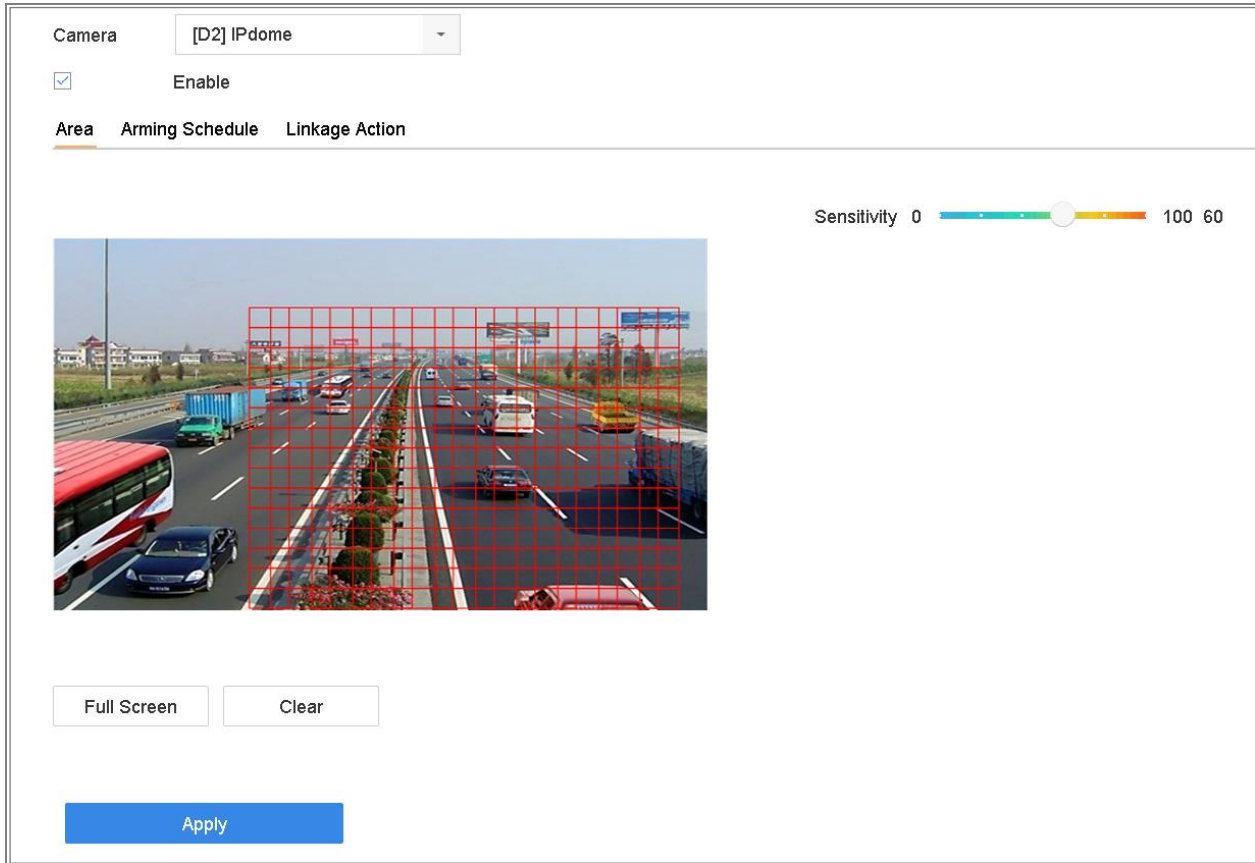 Camera [D2] IPdome
Enable
Area Arming Schedule Linkage Action
Sensitivity 0 100 60
Full Screen Clear
Apply